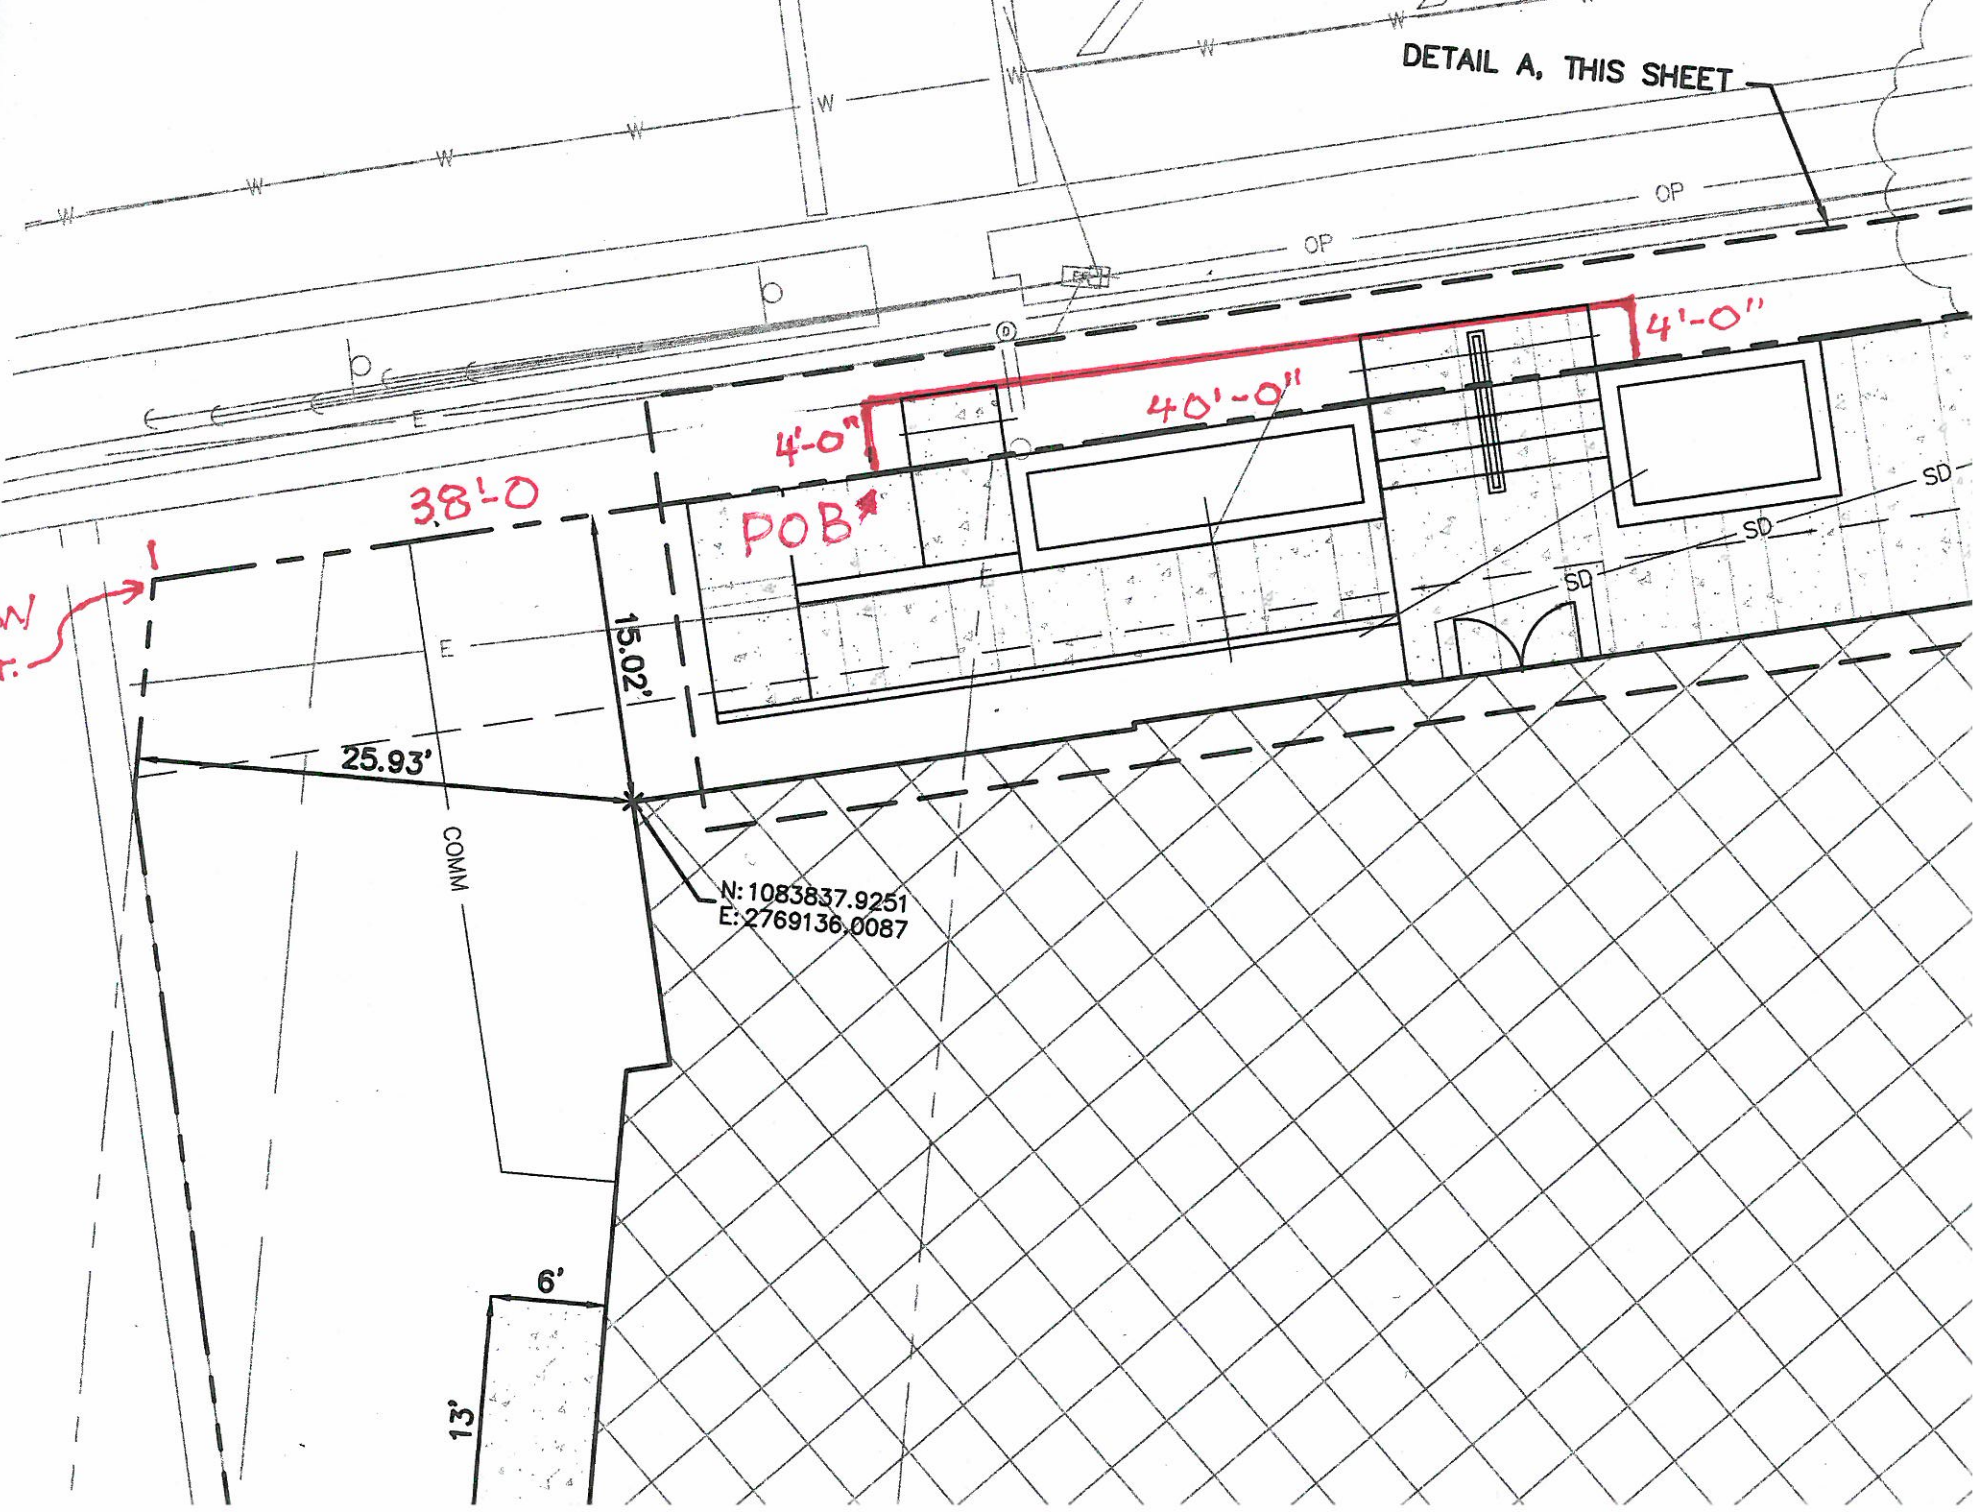 W
W
DETAIL A, THIS SHEET
W
W
W
W
W
OP
OP
D
4'-0"
40'-0"
4'-0"
E
38'-0
POB
SD
SD
SD
E
E
15.02'
25.93'
COMM
N: 1083837.9251
E: 2769136.0087
6'
13'